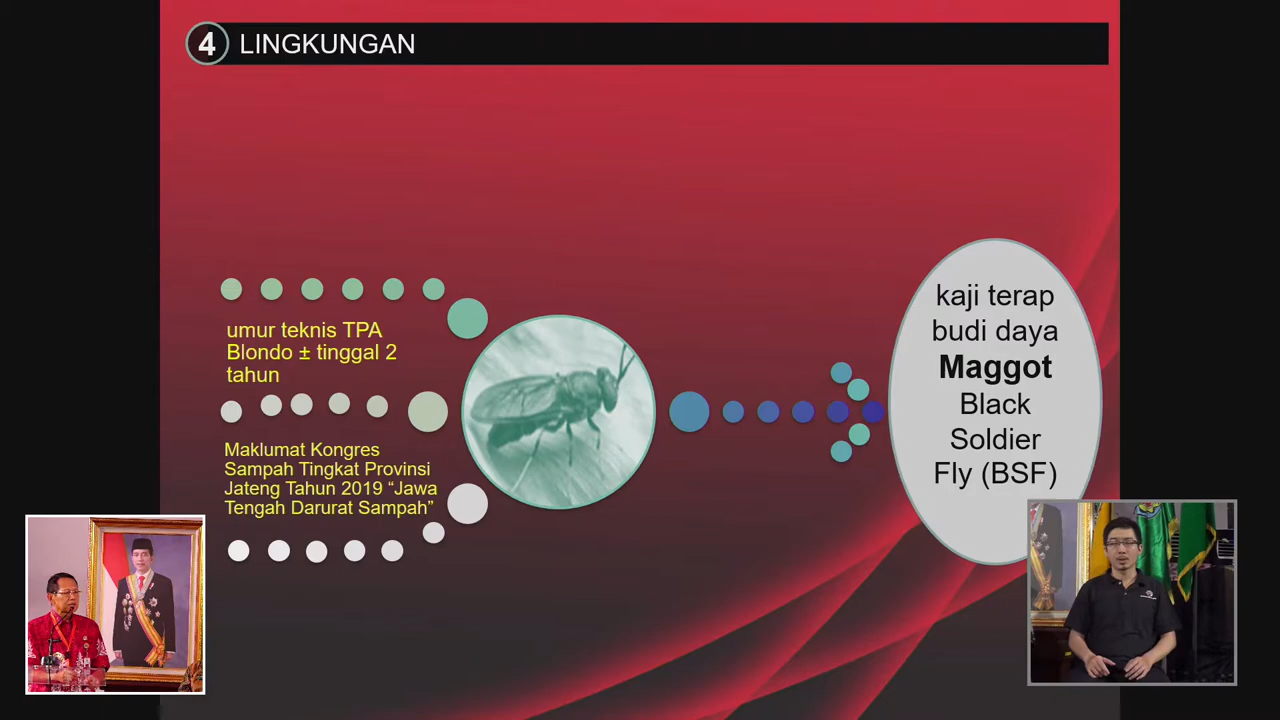 4 LINGKUNGAN
umur teknis TPA
Blondo ± tinggal 2
tahun
Maklumat Kongres
Sampah Tingkat Provinsi
Jateng Tahun 2019 “Jawa
Tengah Darurat Sampah”
kaji terap
budi daya
Maggot
Black
Soldier
Fly (BSF)